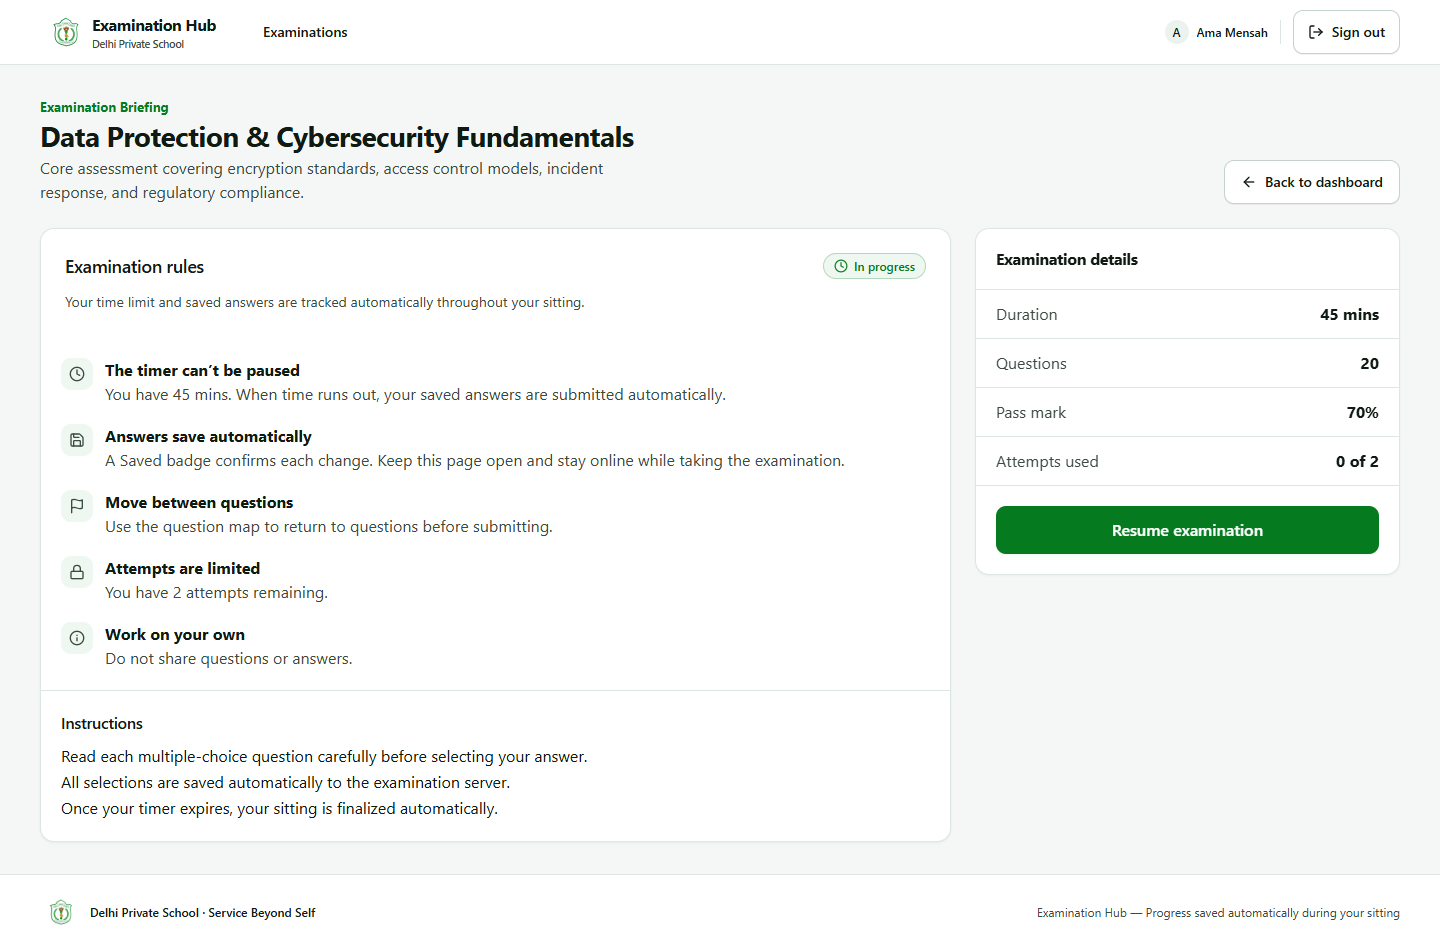 Examination Hub
Delhi Private School
Examinations
A
Ama Mensah
Sign out
Examination Briefing
Data Protection & Cybersecurity Fundamentals
Core assessment covering encryption standards, access control models, incident
response, and regulatory compliance.
Back to dashboard
Examination rules
In progress
Your time limit and saved answers are tracked automatically throughout your sitting.
The timer can’t be paused
You have 45 mins. When time runs out, your saved answers are submitted automatically.
Answers save automatically
A Saved badge confirms each change. Keep this page open and stay online while taking the examination.
Move between questions
Use the question map to return to questions before submitting.
Attempts are limited
You have 2 attempts remaining.
Work on your own
Do not share questions or answers.
Instructions
Read each multiple-choice question carefully before selecting your answer.
All selections are saved automatically to the examination server.
Once your timer expires, your sitting is finalized automatically.
Examination details
Duration 45 mins
Questions 20
Pass mark 70%
Attempts used 0 of 2
Resume examination
Delhi Private School · Service Beyond Self
Examination Hub — Progress saved automatically during your sitting